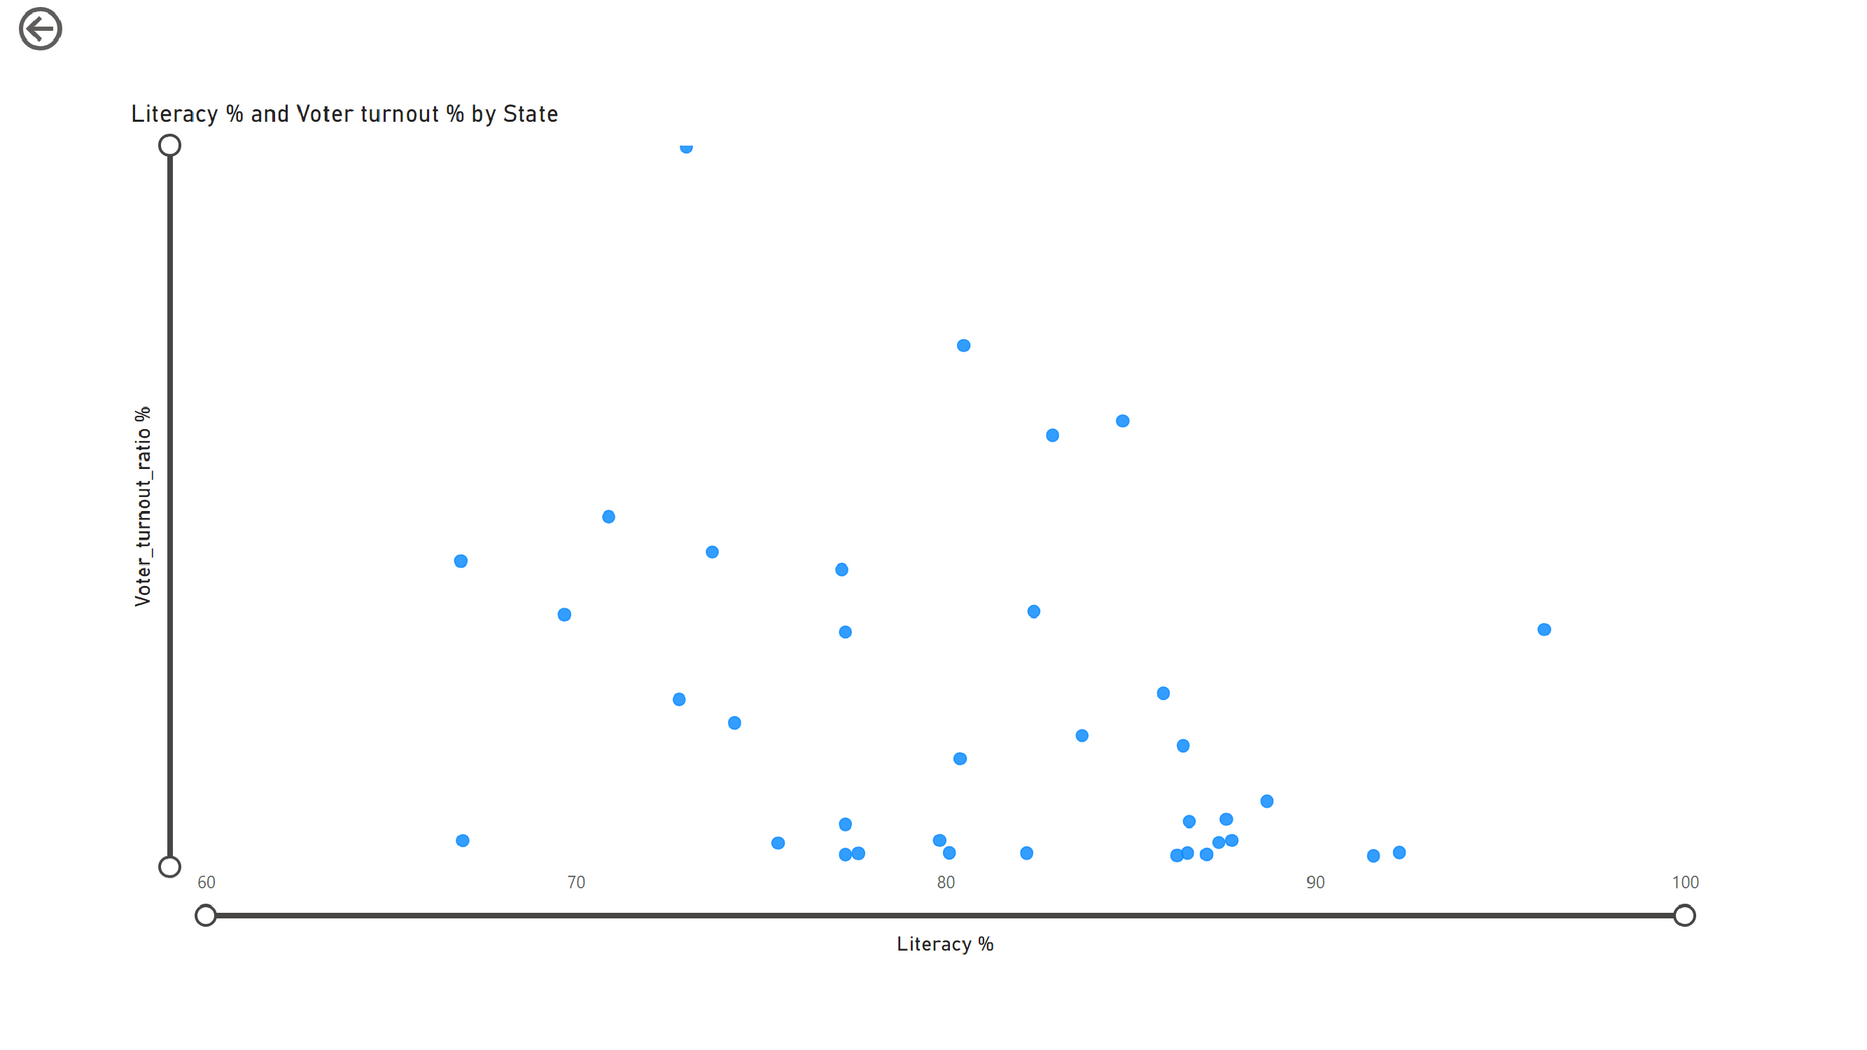 Literacy % and Voter turnout % by State
Voter_turnout_ratio %
60 70 80 90 100
Literacy %